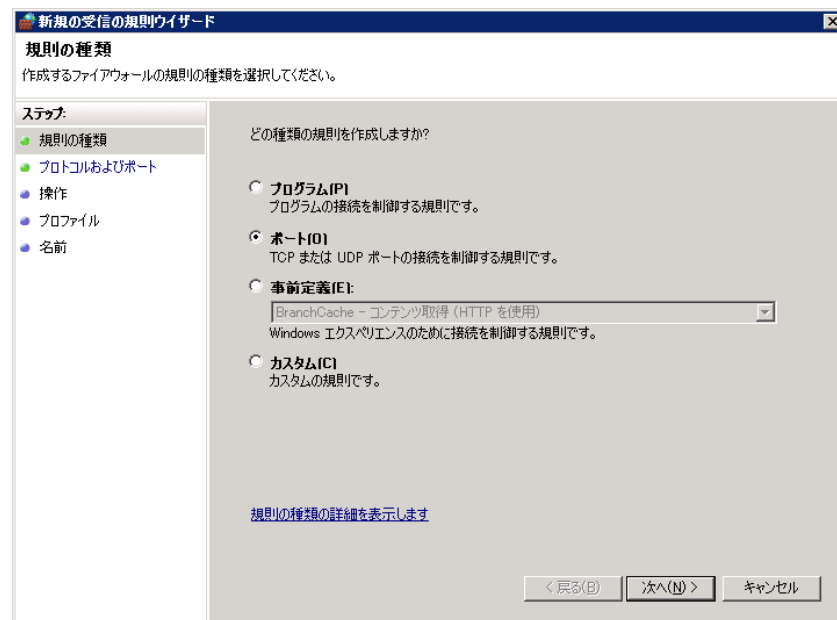 新規の受信の規則ウィザード
規則の種類
作成するファイアウォールの規則の種類を選択してください。
ステップ:
規則の種類
プロトコルおよびポート
操作
プロファイル
名前
どの種類の規則を作成しますか?
プログラム(P)
プログラムの接続を制御する規則です。
ポート(O)
TCP または UDP ポートの接続を制御する規則です。
事前定義(E):
BranchCache - コンテンツ取得 (HTTP を使用)
Windows エクスペリエンスのために接続を制御する規則です。
カスタム(C)
カスタムの規則です。
規則の種類の詳細を表示します
< 戻る(B) 次へ(N) > キャンセル